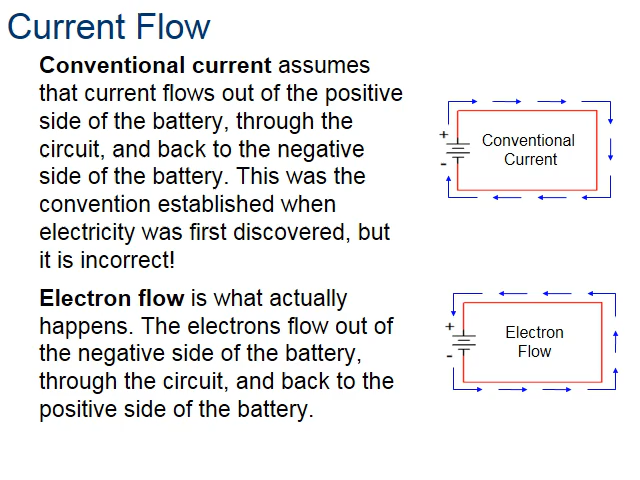 Current Flow
Conventional current assumes
that current flows out of the positive
side of the battery, through the
circuit, and back to the negative
side of the battery. This was the
convention established when
electricity was first discovered, but
it is incorrect!
Electron flow is what actually
happens. The electrons flow out of
the negative side of the battery,
through the circuit, and back to the
positive side of the battery.
+
Conventional
Current
-
+
Electron
Flow
-